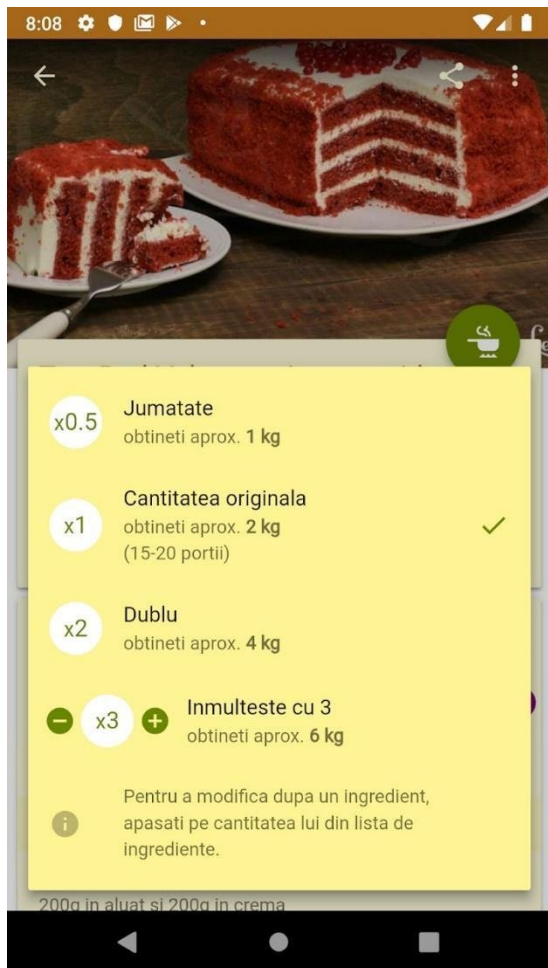 8:08
x0.5
Jumatate
obtineti aprox. 1 kg
x1
Cantitatea originala
obtineti aprox. 2 kg
(15-20 portii)
x2
Dublu
obtineti aprox. 4 kg
x3
Inmulteste cu 3
obtineti aprox. 6 kg
Pentru a modifica dupa un ingredient,
apasati pe cantitatea lui din lista de
ingrediente.
200g in aluat si 200g in crema